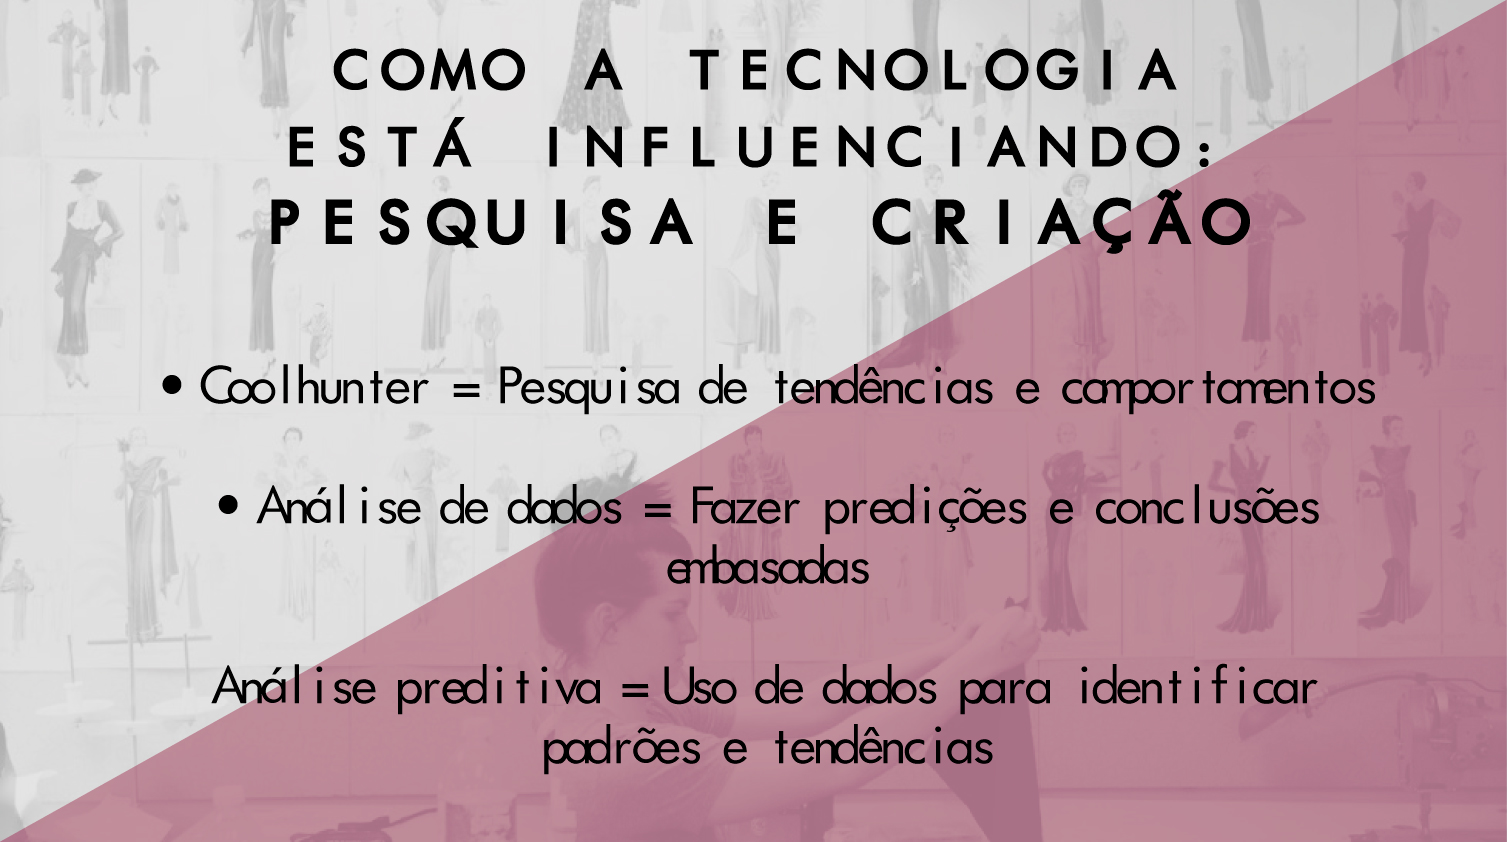 COMO A TECNOLOGIA
ESTÁ INFLUENCIANDO:
PESQUISA E CRIAÇÃO
• Coolhunter = Pesquisa de tendências e comportamentos
• Análise de dados = Fazer predições e conclusões
embasadas
Análise preditiva = Uso de dados para identificar
padrões e tendências